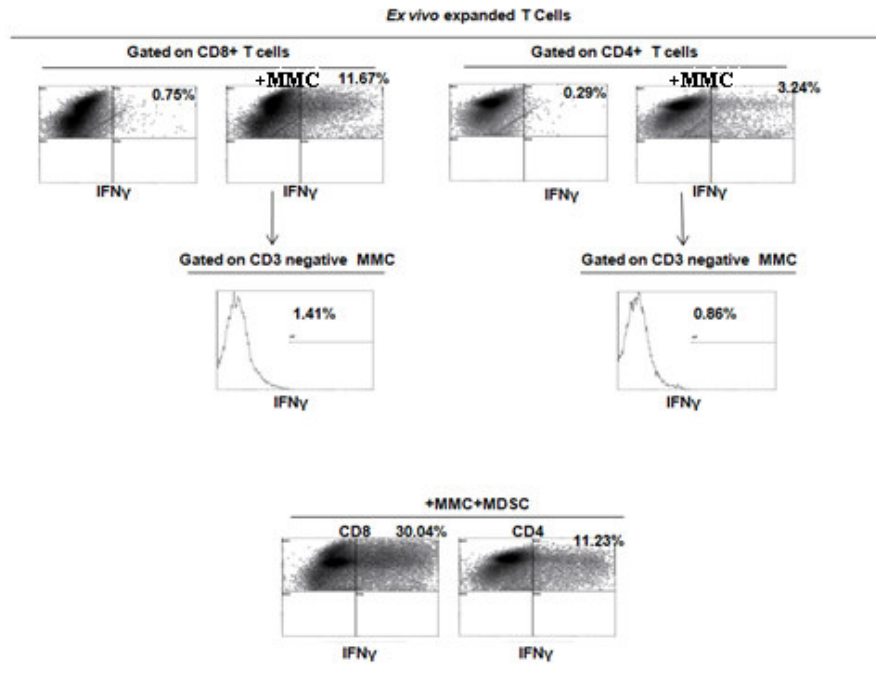 Ex vivo expanded T Cells
Gated on CD8+ T cells
Gated on CD4+ T cells
0.75%
+MMC
11.67%
0.29%
+MMC
3.24%
IFNγ
IFNγ
IFNγ
IFNγ
Gated on CD3 negative MMC
Gated on CD3 negative MMC
1.41%
0.86%
IFNγ
IFNγ
+MMC+MDSC
CD8
30.04%
CD4
11.23%
IFNγ
IFNγ